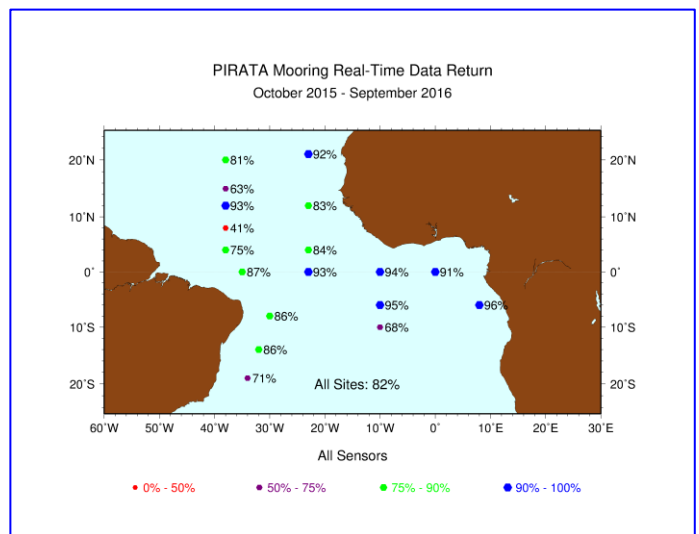 PIRATA Mooring Real-Time Data Return
October 2015 - September 2016
20˚N 81% 92% 20˚N
63%
93% 83%
10˚N 10˚N
41%
75% 84%
0˚ 87% 93% 94% 91% 0˚
95% 96%
86%
10˚S 68% 10˚S
86%
71%
20˚S All Sites: 82% 20˚S
60˚W 50˚W 40˚W 30˚W 20˚W 10˚W 0˚ 10˚E 20˚E 30˚E
All Sensors
0% - 50% 50% - 75% 75% - 90% 90% - 100%